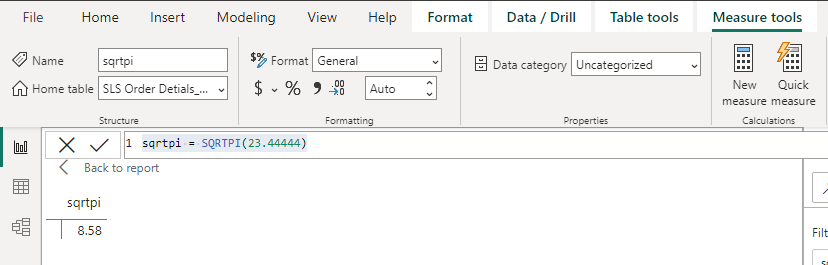 File Home Insert Modeling View Help Format Data / Drill Table tools Measure tools
Name sqrtpi
Home table SLS Order Detials_...
Structure
$% Format General
$ % , .00 →0 Auto
Formatting
Data category Uncategorized
Properties
New measure
Quick measure
Calculations
1 sqrtpi = SQRTPI(23.44444)
Back to report
sqrtpi
8.58
Filt